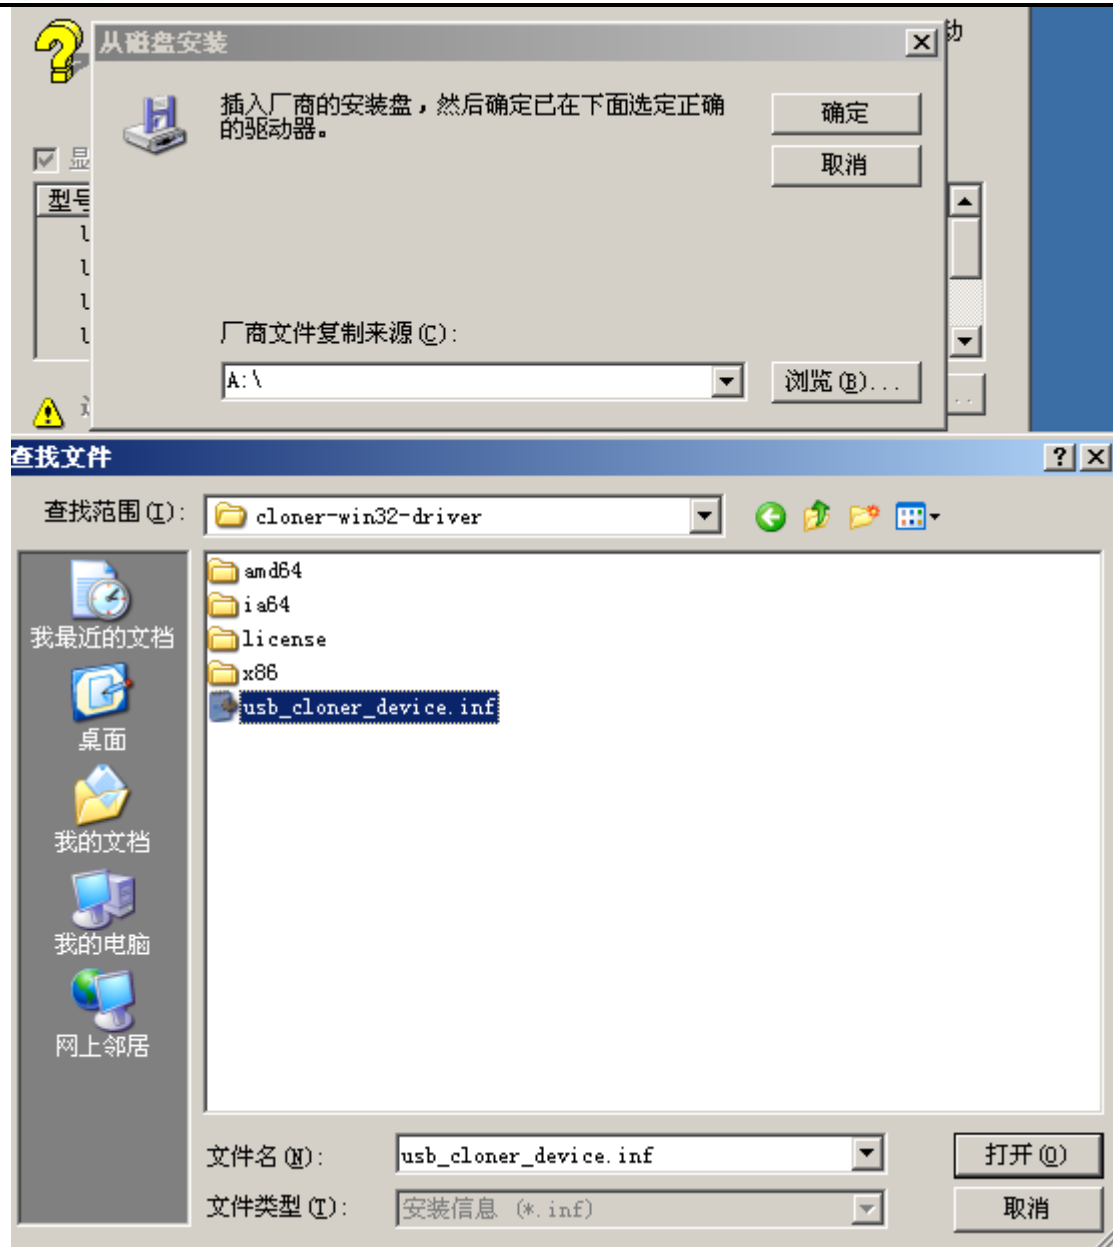 从磁盘安装
动
插入厂商的安装盘，然后确定已在下面选定正确
的驱动器。
确定
取消
显
型号
厂商文件复制来源(C):
A:\
浏览(B)...
查找文件
查找范围(I):
cloner-win32-driver
我最近的文档
桌面
我的文档
我的电脑
网上邻居
amd64
ia64
license
x86
usb_cloner_device.inf
文件名(N):
usb_cloner_device.inf
打开(O)
文件类型(T):
安装信息 (*.inf)
取消